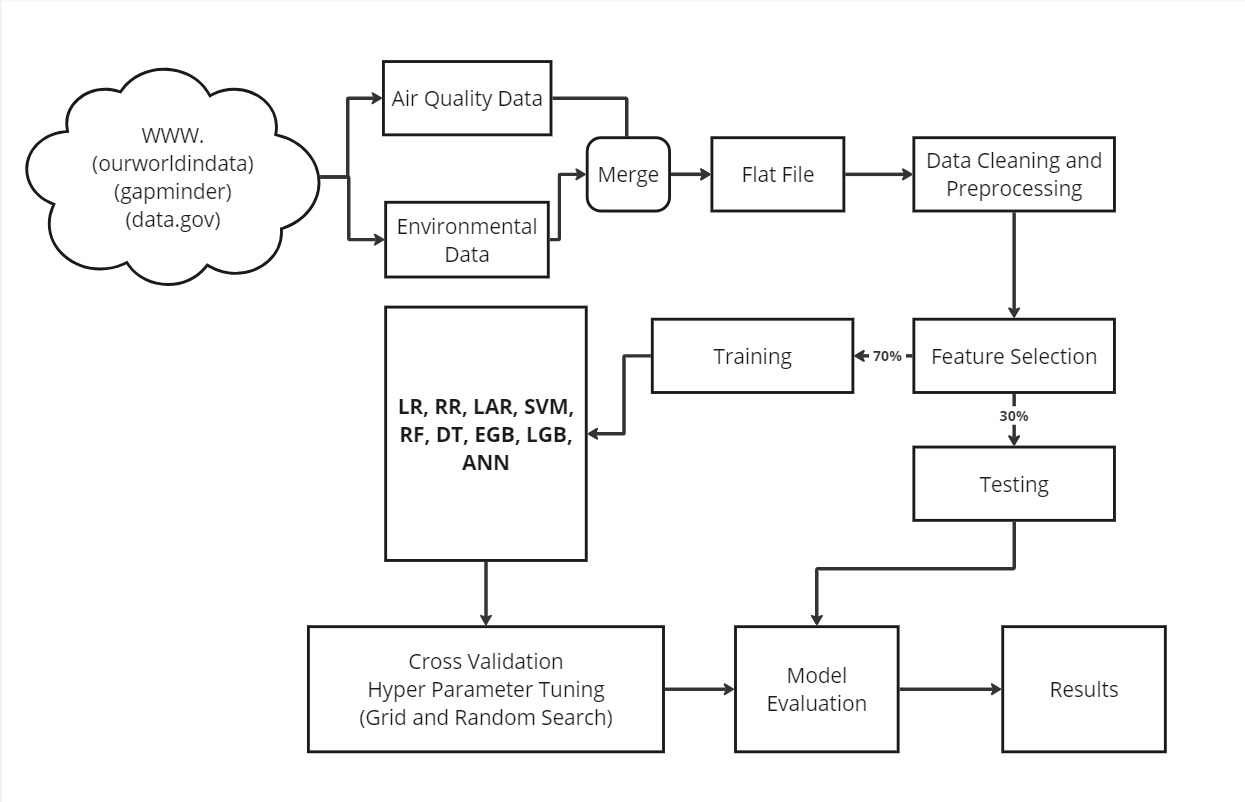 WWW.
(ourworldindata)
(gapminder)
(data.gov)
Air Quality Data
Environmental
Data
Merge
Flat File
Data Cleaning and
Preprocessing
Feature Selection
70%
Training
30%
Testing
LR, RR, LAR, SVM,
RF, DT, EGB, LGB,
ANN
Cross Validation
Hyper Parameter Tuning
(Grid and Random Search)
Model
Evaluation
Results